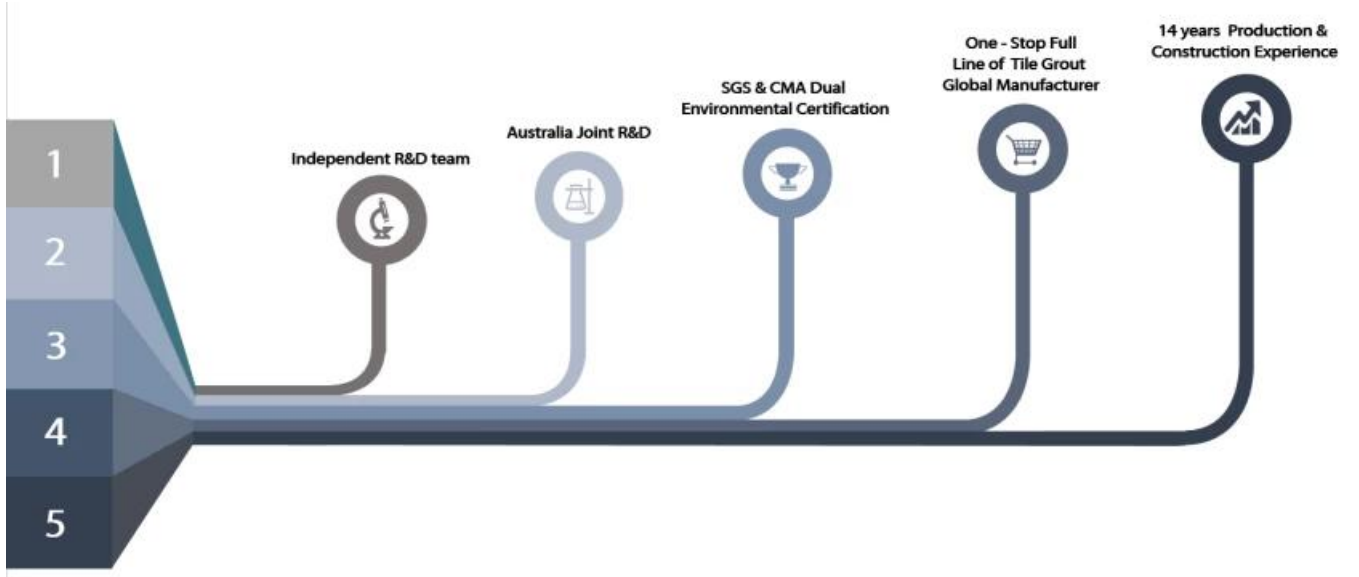 1
2
3
4
5
Independent R&D team
Australia Joint R&D
SGS & CMA Dual
Environmental Certification
One - Stop Full
Line of Tile Grout
Global Manufacturer
14 years Production &
Construction Experience